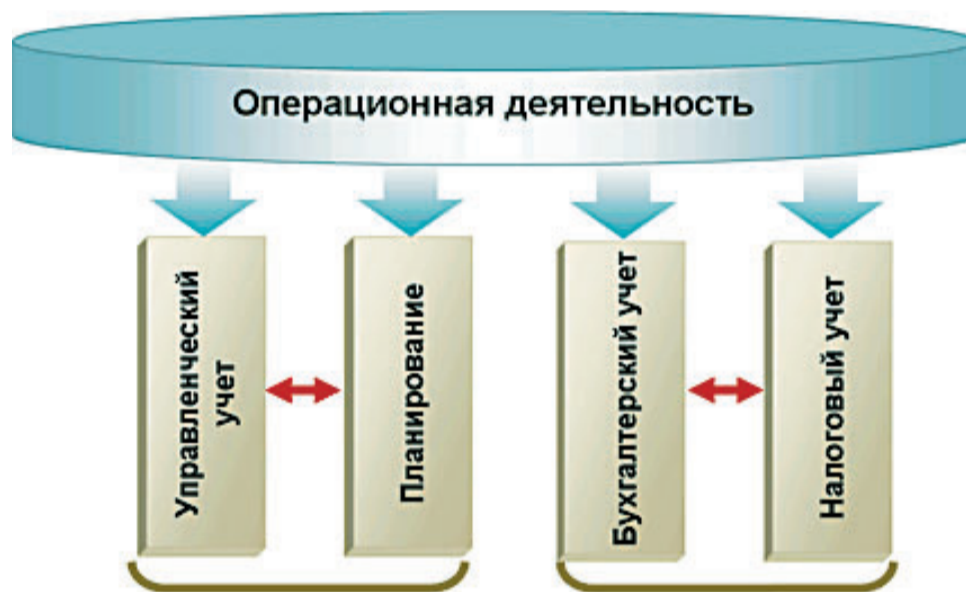 Операционная деятельность
Управленческий
учет
Планирование
Бухгалтерский учет
Налоговый учет